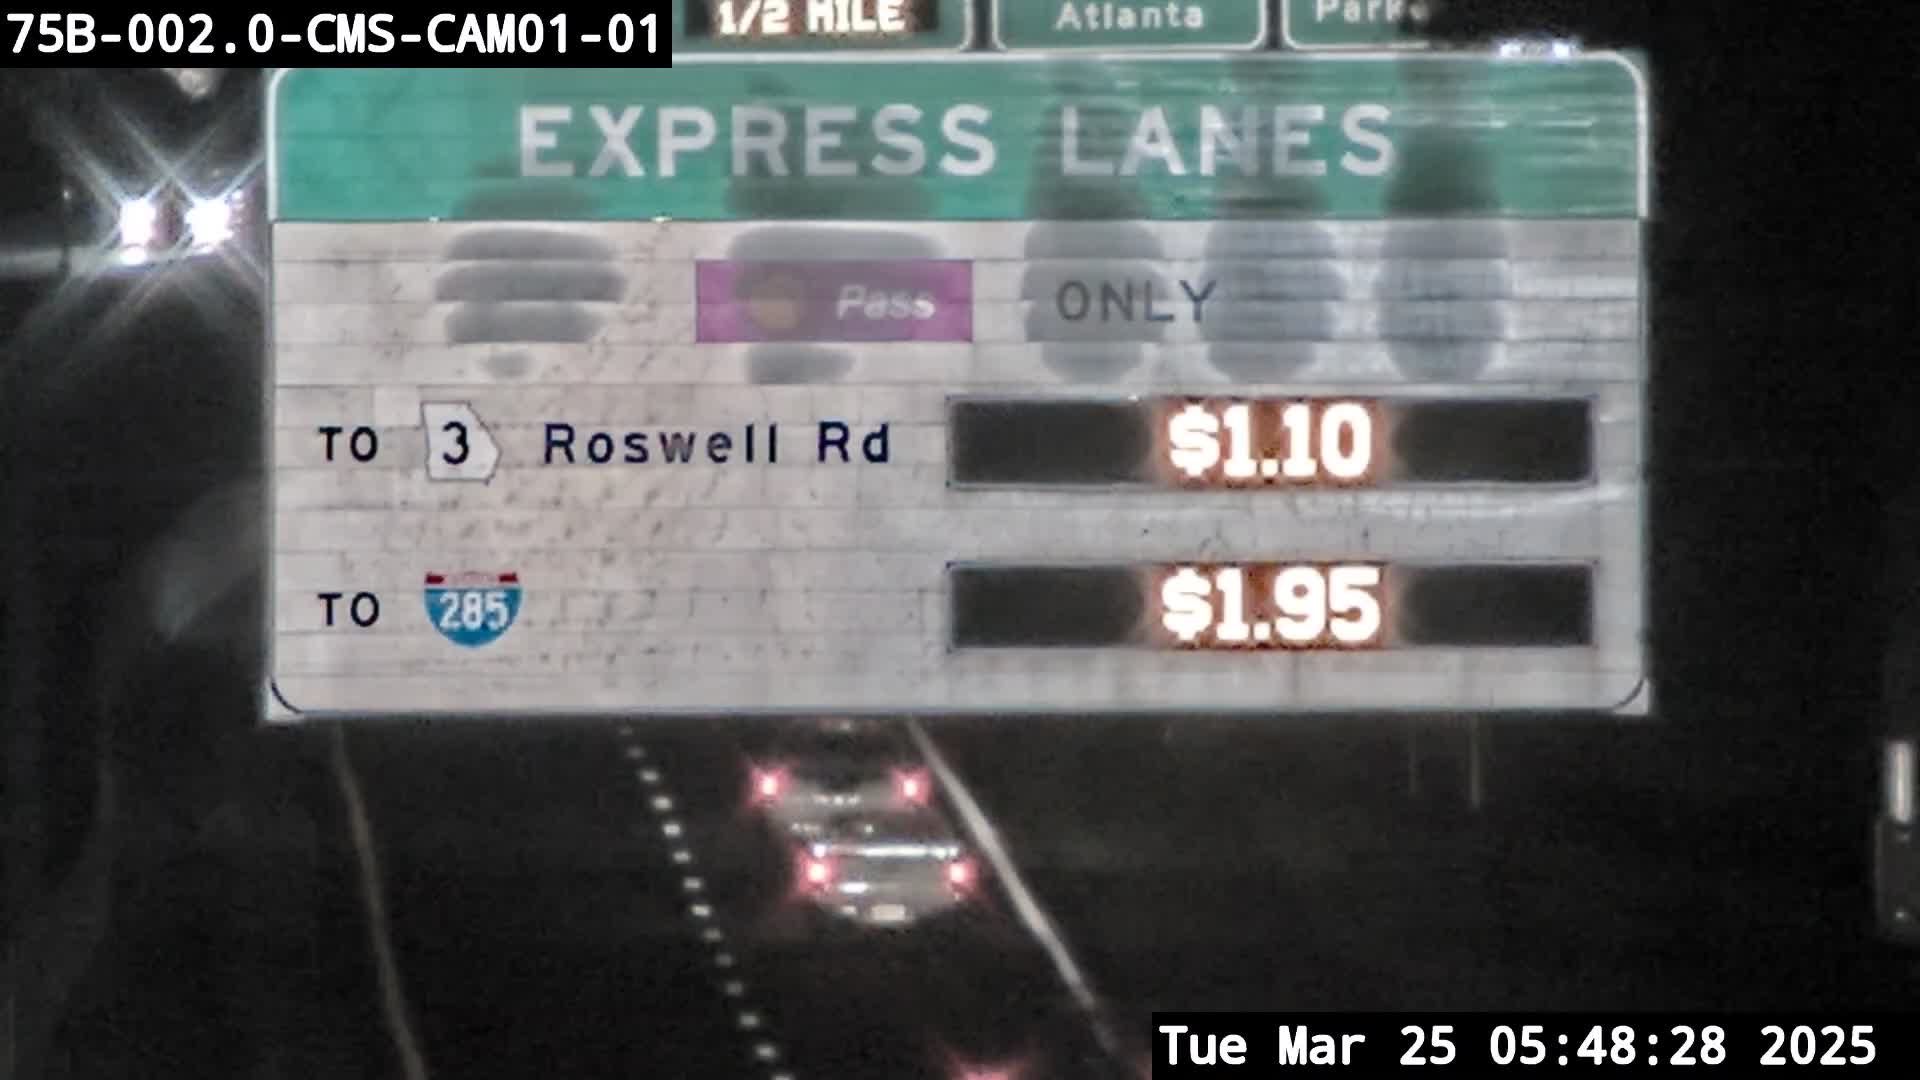 75B-002.0-CMS-CAM01-01
1/2 MILE
Atlanta
EXPRESS LANES
Pass ONLY
TO 3 Roswell Rd $1.10
TO 285 $1.95
Tue Mar 25 05:48:28 2025